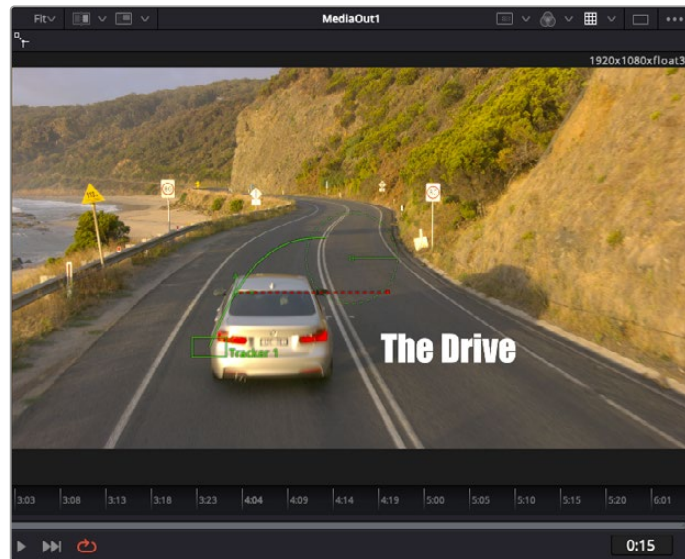 Fit MediaOut1
1920x1080xfloat3
Tracker 1
The Drive
3:03 3:08 3:13 3:18 3:23 4:04 4:09 4:14 4:19 5:00 5:05 5:10 5:15 5:20 6:01
0:15